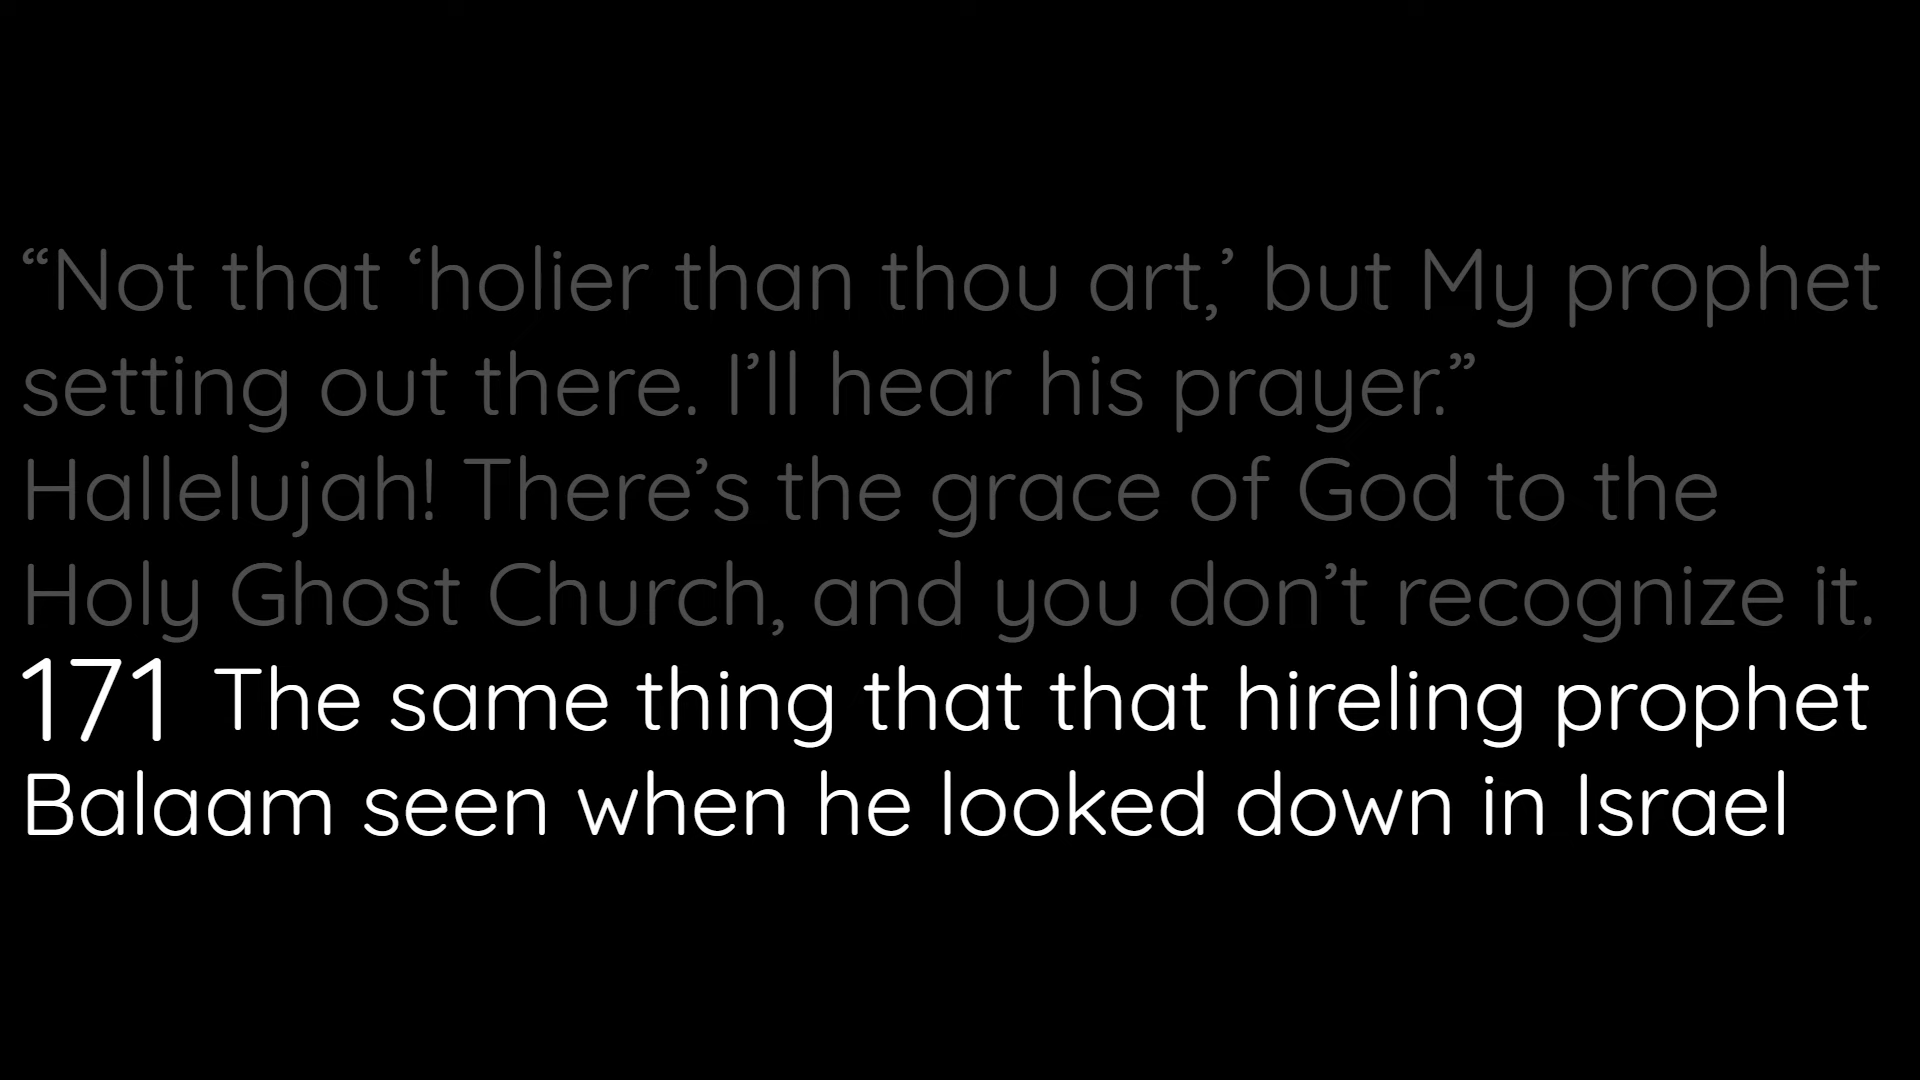 “Not that ‘holier than thou art,’ but My prophet
setting out there. I’ll hear his prayer.”
Hallelujah! There’s the grace of God to the
Holy Ghost Church, and you don’t recognize it.
171 The same thing that that hireling prophet
Balaam seen when he looked down in Israel